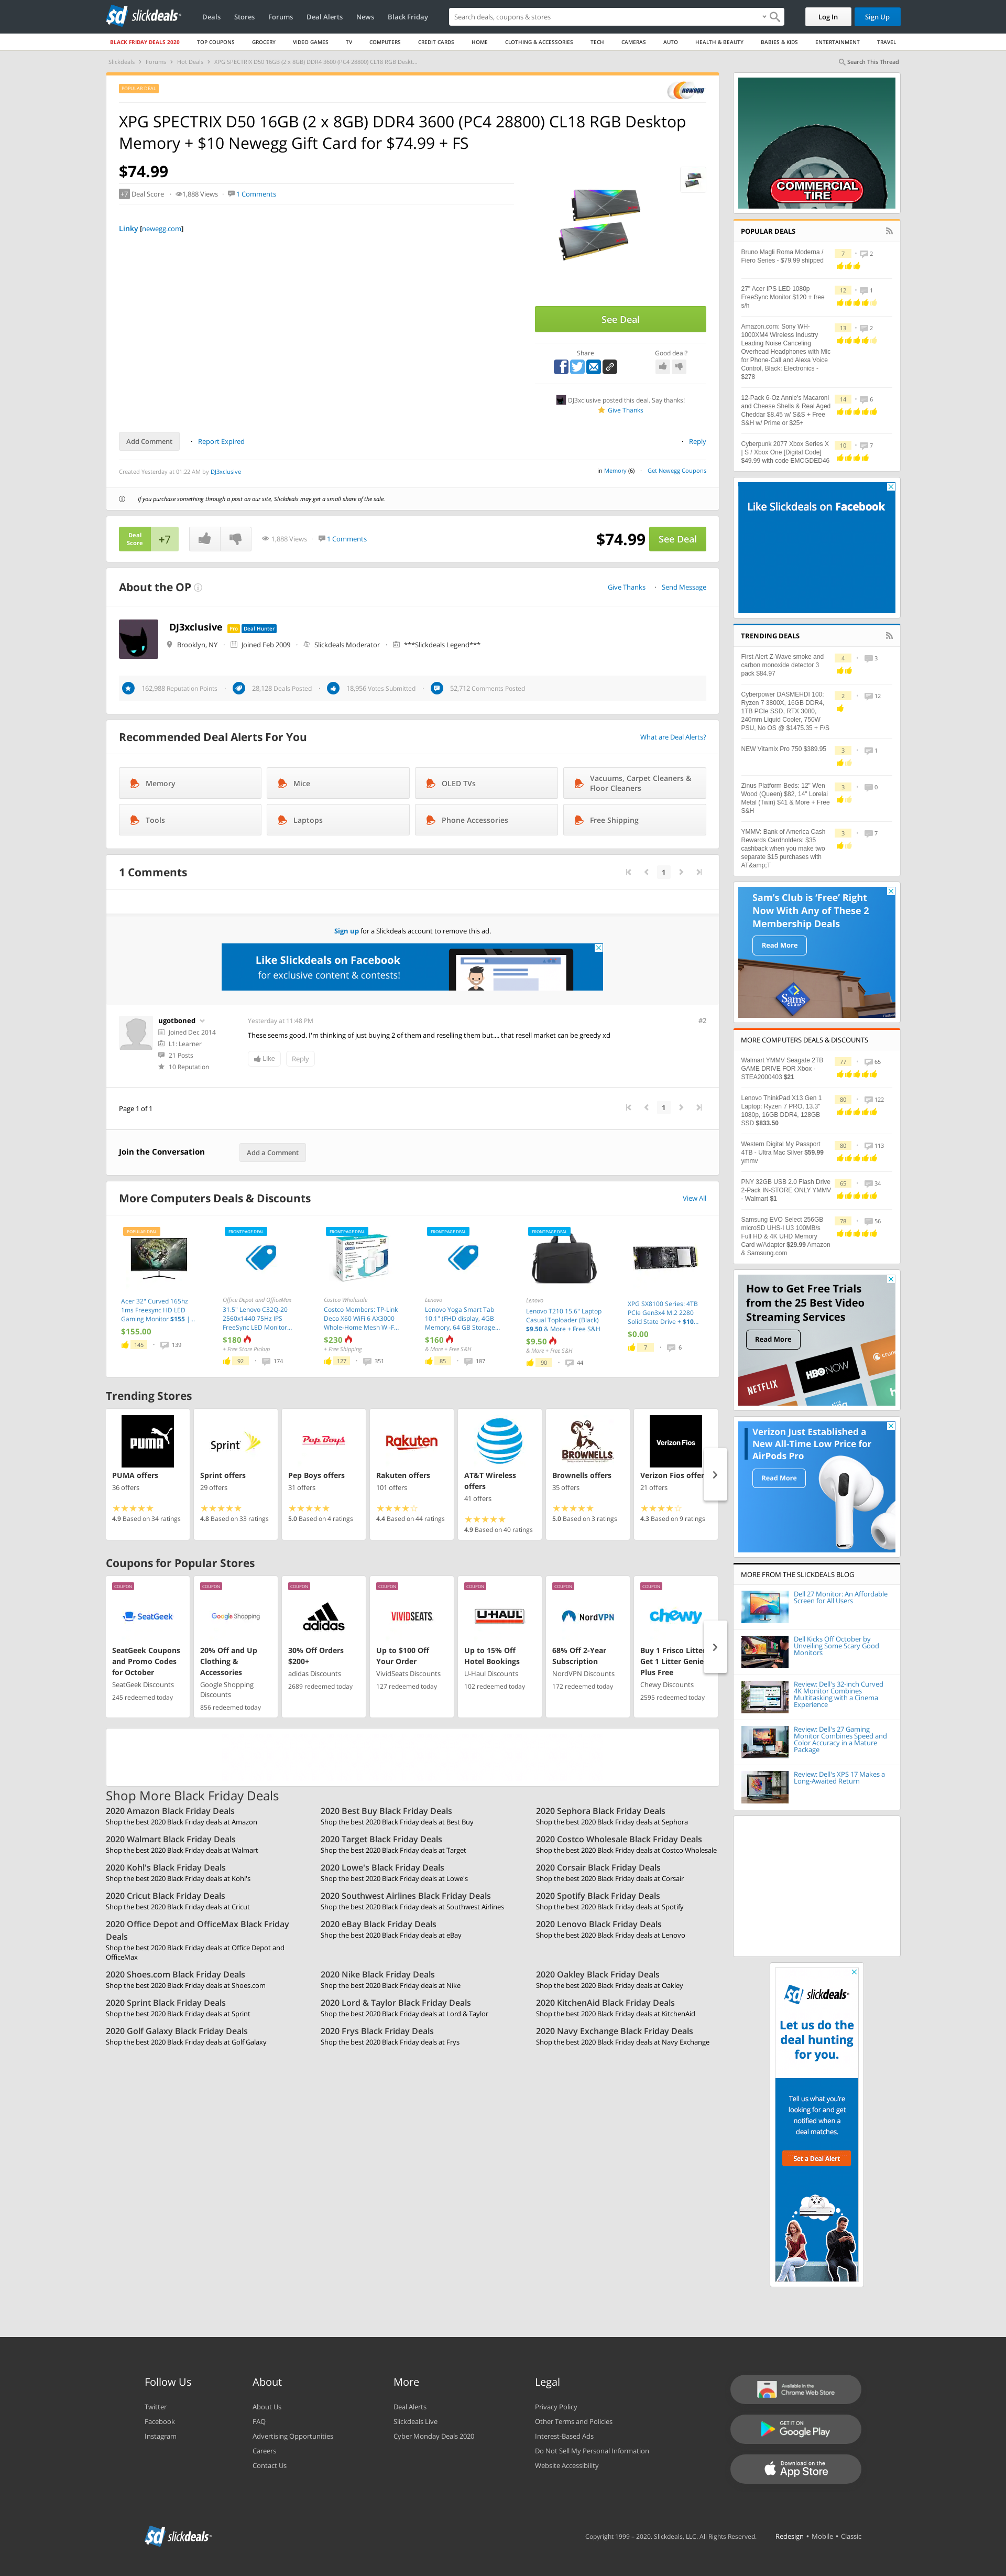 slickdeals
Deals
Stores
Forums
Deal Alerts
News
Black Friday
Search deals, coupons & stores
Log In
Sign Up
BLACK FRIDAY DEALS 2020
TOP COUPONS
GROCERY
VIDEO GAMES
TV
COMPUTERS
CREDIT CARDS
HOME
CLOTHING & ACCESSORIES
TECH
CAMERAS
AUTO
HEALTH & BEAUTY
BABIES & KIDS
ENTERTAINMENT
TRAVEL
Slickdeals
Forums
Hot Deals
XPG SPECTRIX D50 16GB (2 x 8GB) DDR4 3600 (PC4 28800) CL18 RGB Deskt...
Search This Thread
POPULAR DEAL
newegg
XPG SPECTRIX D50 16GB (2 x 8GB) DDR4 3600 (PC4 28800) CL18 RGB Desktop
Memory + $10 Newegg Gift Card for $74.99 + FS
$74.99
+7 Deal Score
1,888 Views
1 Comments
Linky [newegg.com]
See Deal
Share
Good deal?
DJ3xclusive posted this deal. Say thanks!
Give Thanks
Add Comment
Report Expired
Reply
Created Yesterday at 01:22 AM by DJ3xclusive
in Memory (6)
Get Newegg Coupons
If you purchase something through a post on our site, Slickdeals may get a small share of the sale.
Deal
Score
+7
1,888 Views
1 Comments
$74.99
See Deal
About the OP
Give Thanks
Send Message
DJ3xclusive
Pro
Deal Hunter
Brooklyn, NY
Joined Feb 2009
Slickdeals Moderator
***Slickdeals Legend***
162,988 Reputation Points
28,128 Deals Posted
18,956 Votes Submitted
52,712 Comments Posted
Recommended Deal Alerts For You
What are Deal Alerts?
Memory
Mice
OLED TVs
Vacuums, Carpet Cleaners &
Floor Cleaners
Tools
Laptops
Phone Accessories
Free Shipping
1 Comments
1
Sign up for a Slickdeals account to remove this ad.
Like Slickdeals on Facebook
for exclusive content & contests!
ugotboned
Joined Dec 2014
L1: Learner
21 Posts
10 Reputation
Yesterday at 11:48 PM
#2
These seems good. I'm thinking of just buying 2 of them and reselling them but.... that resell market can be greedy xd
Like
Reply
Page 1 of 1
1
Join the Conversation
Add a Comment
More Computers Deals & Discounts
View All
POPULAR DEAL
Acer 32" Curved 165hz
1ms Freesync HD LED
Gaming Monitor $155 |...
$155.00
145
139
FRONTPAGE DEAL
Office Depot and OfficeMax
31.5" Lenovo C32Q-20
2560x1440 75Hz IPS
FreeSync LED Monitor...
$180
+ Free Store Pickup
92
174
FRONTPAGE DEAL
Costco Wholesale
Costco Members: TP-Link
Deco X60 WiFi 6 AX3000
Whole-Home Mesh Wi-F...
$230
+ Free Shipping
127
351
FRONTPAGE DEAL
Lenovo
Lenovo Yoga Smart Tab
10.1" (FHD display, 4GB
Memory, 64 GB Storage...
$160
& More + Free S&H
85
187
FRONTPAGE DEAL
Lenovo
Lenovo T210 15.6" Laptop
Casual Toploader (Black)
$9.50 & More + Free S&H
$9.50
& More + Free S&H
90
44
XPG SX8100 Series: 4TB
PCIe Gen3x4 M.2 2280
Solid State Drive + $10...
$0.00
7
6
Trending Stores
PUMA
PUMA offers
36 offers
4.9 Based on 34 ratings
Sprint
Sprint offers
29 offers
4.8 Based on 33 ratings
Pep Boys
Pep Boys offers
31 offers
5.0 Based on 4 ratings
Rakuten
Rakuten offers
101 offers
4.4 Based on 44 ratings
AT&T Wireless
offers
41 offers
4.9 Based on 40 ratings
BROWNELLS
Brownells offers
35 offers
5.0 Based on 3 ratings
Verizon Fios
Verizon Fios offer
21 offers
4.3 Based on 9 ratings
Coupons for Popular Stores
COUPON
SeatGeek
SeatGeek Coupons
and Promo Codes
for October
SeatGeek Discounts
245 redeemed today
COUPON
Google Shopping
20% Off and Up
Clothing &
Accessories
Google Shopping
Discounts
856 redeemed today
COUPON
adidas
30% Off Orders
$200+
adidas Discounts
2689 redeemed today
COUPON
VIVIDSEATS.
Up to $100 Off
Your Order
VividSeats Discounts
127 redeemed today
COUPON
U-HAUL
Up to 15% Off
Hotel Bookings
U-Haul Discounts
102 redeemed today
COUPON
NordVPN
68% Off 2-Year
Subscription
NordVPN Discounts
172 redeemed today
COUPON
chewy
Buy 1 Frisco Litter
Get 1 Litter Genie
Plus Free
Chewy Discounts
2595 redeemed today
Shop More Black Friday Deals
2020 Amazon Black Friday Deals
Shop the best 2020 Black Friday deals at Amazon
2020 Best Buy Black Friday Deals
Shop the best 2020 Black Friday deals at Best Buy
2020 Sephora Black Friday Deals
Shop the best 2020 Black Friday deals at Sephora
2020 Walmart Black Friday Deals
Shop the best 2020 Black Friday deals at Walmart
2020 Target Black Friday Deals
Shop the best 2020 Black Friday deals at Target
2020 Costco Wholesale Black Friday Deals
Shop the best 2020 Black Friday deals at Costco Wholesale
2020 Kohl's Black Friday Deals
Shop the best 2020 Black Friday deals at Kohl's
2020 Lowe's Black Friday Deals
Shop the best 2020 Black Friday deals at Lowe's
2020 Corsair Black Friday Deals
Shop the best 2020 Black Friday deals at Corsair
2020 Cricut Black Friday Deals
Shop the best 2020 Black Friday deals at Cricut
2020 Southwest Airlines Black Friday Deals
Shop the best 2020 Black Friday deals at Southwest Airlines
2020 Spotify Black Friday Deals
Shop the best 2020 Black Friday deals at Spotify
2020 Office Depot and OfficeMax Black Friday
Deals
Shop the best 2020 Black Friday deals at Office Depot and
OfficeMax
2020 eBay Black Friday Deals
Shop the best 2020 Black Friday deals at eBay
2020 Lenovo Black Friday Deals
Shop the best 2020 Black Friday deals at Lenovo
2020 Shoes.com Black Friday Deals
Shop the best 2020 Black Friday deals at Shoes.com
2020 Nike Black Friday Deals
Shop the best 2020 Black Friday deals at Nike
2020 Oakley Black Friday Deals
Shop the best 2020 Black Friday deals at Oakley
2020 Sprint Black Friday Deals
Shop the best 2020 Black Friday deals at Sprint
2020 Lord & Taylor Black Friday Deals
Shop the best 2020 Black Friday deals at Lord & Taylor
2020 KitchenAid Black Friday Deals
Shop the best 2020 Black Friday deals at KitchenAid
2020 Golf Galaxy Black Friday Deals
Shop the best 2020 Black Friday deals at Golf Galaxy
2020 Frys Black Friday Deals
Shop the best 2020 Black Friday deals at Frys
2020 Navy Exchange Black Friday Deals
Shop the best 2020 Black Friday deals at Navy Exchange
COMMERCIAL
TIRE
POPULAR DEALS
Bruno Magli Roma Moderna /
Fiero Series - $79.99 shipped
7
2
27" Acer IPS LED 1080p
FreeSync Monitor $120 + free
s/h
12
1
Amazon.com: Sony WH-
1000XM4 Wireless Industry
Leading Noise Canceling
Overhead Headphones with Mic
for Phone-Call and Alexa Voice
Control, Black: Electronics -
$278
13
2
12-Pack 6-Oz Annie's Macaroni
and Cheese Shells & Real Aged
Cheddar $8.45 w/ S&S + Free
S&H w/ Prime or $25+
14
6
Cyberpunk 2077 Xbox Series X
| S / Xbox One [Digital Code]
$49.99 with code EMCGDED46
10
7
Like Slickdeals on Facebook
TRENDING DEALS
First Alert Z-Wave smoke and
carbon monoxide detector 3
pack $84.97
4
3
Cyberpower DASMEHDI 100:
Ryzen 7 3800X, 16GB DDR4,
1TB PCIe SSD, RTX 3080,
240mm Liquid Cooler, 750W
PSU, No OS @ $1475.35 + F/S
2
12
NEW Vitamix Pro 750 $389.95
3
1
Zinus Platform Beds: 12" Wen
Wood (Queen) $82, 14" Lorelai
Metal (Twin) $41 & More + Free
S&H
3
0
YMMV: Bank of America Cash
Rewards Cardholders: $35
cashback when you make two
separate $15 purchases with
AT&amp;T
3
7
Sam's Club is 'Free' Right
Now With Any of These 2
Membership Deals
Read More
Sam's
MORE COMPUTERS DEALS & DISCOUNTS
Walmart YMMV Seagate 2TB
GAME DRIVE FOR Xbox -
STEA2000403 $21
77
65
Lenovo ThinkPad X13 Gen 1
Laptop: Ryzen 7 PRO, 13.3"
1080p, 16GB DDR4, 128GB
SSD $833.50
80
122
Western Digital My Passport
4TB - Ultra Mac Silver $59.99
ymmv
80
113
PNY 32GB USB 2.0 Flash Drive
2-Pack IN-STORE ONLY YMMV
- Walmart $1
65
34
Samsung EVO Select 256GB
microSD UHS-I U3 100MB/s
Full HD & 4K UHD Memory
Card w/Adapter $29.99 Amazon
& Samsung.com
78
56
How to Get Free Trials
from the 25 Best Video
Streaming Services
Read More
NETFLIX
HBO NOW
Verizon Just Established a
New All-Time Low Price for
AirPods Pro
Read More
MORE FROM THE SLICKDEALS BLOG
Dell 27 Monitor: An Affordable
Screen for All Users
Dell Kicks Off October by
Unveiling Some Scary Good
Monitors
Review: Dell's 32-inch Curved
4K Monitor Combines
Multitasking with a Cinema
Experience
Review: Dell's 27 Gaming
Monitor Combines Speed and
Color Accuracy in a Mature
Package
Review: Dell's XPS 17 Makes a
Long-Awaited Return
slickdeals
Let us do the
deal hunting
for you.
Tell us what you're
looking for and get
notified when a
deal matches.
Set a Deal Alert
Follow Us
Twitter
Facebook
Instagram
About
About Us
FAQ
Advertising Opportunities
Careers
Contact Us
More
Deal Alerts
Slickdeals Live
Cyber Monday Deals 2020
Legal
Privacy Policy
Other Terms and Policies
Interest-Based Ads
Do Not Sell My Personal Information
Website Accessibility
Available in the
Chrome Web Store
GET IT ON
Google Play
Download on the
App Store
slickdeals
Copyright 1999 – 2020. Slickdeals, LLC. All Rights Reserved.
Redesign • Mobile • Classic